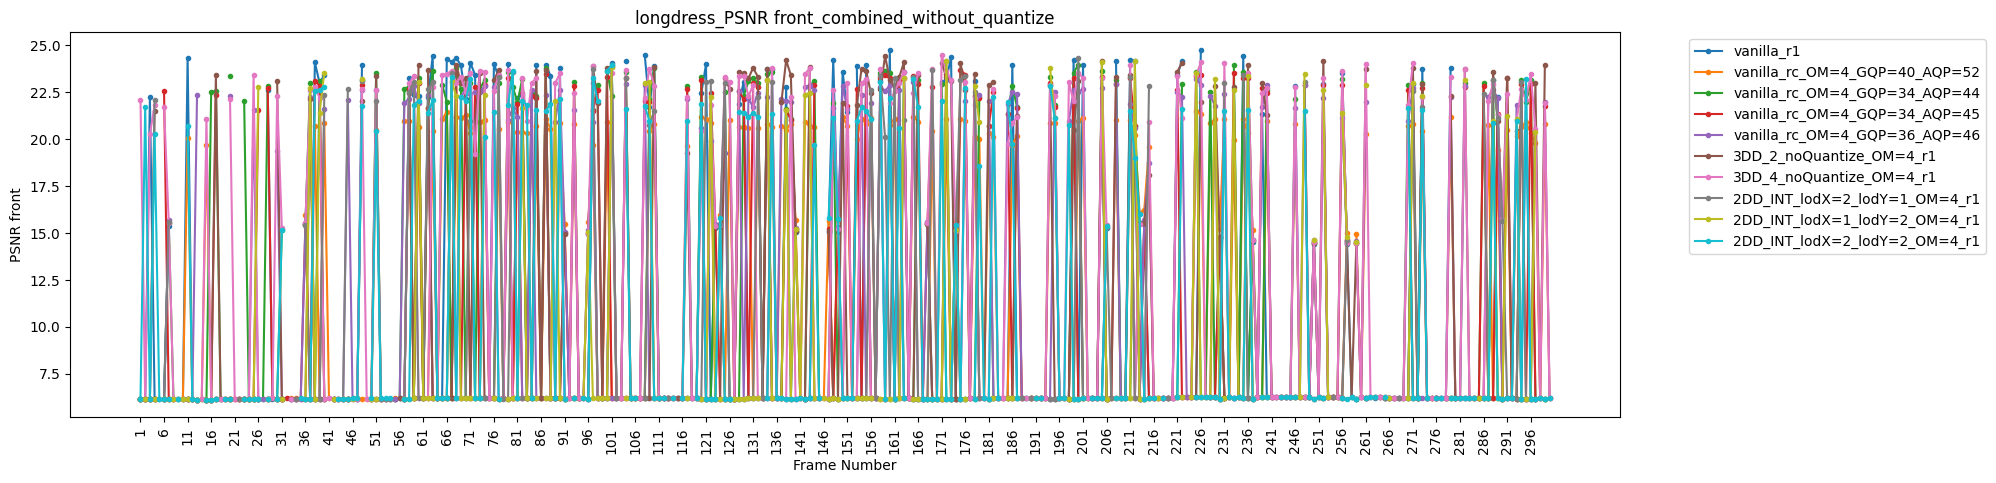 longdress_PSNR front_combined_without_quantize
PSNR front
25.0
22.5
20.0
17.5
15.0
12.5
10.0
7.5
1 6 11 16 21 26 31 36 41 46 51 56 61 66 71 76 81 86 91 96 101 106 111 116 121 126 131 136 141 146 151 156 161 166 171 176 181 186 191 196 201 206 211 216 221 226 231 236 241 246 251 256 261 266 271 276 281 286 291 296
Frame Number
vanilla_r1
vanilla_rc_OM=4_GQP=40_AQP=52
vanilla_rc_OM=4_GQP=34_AQP=44
vanilla_rc_OM=4_GQP=34_AQP=45
vanilla_rc_OM=4_GQP=36_AQP=46
3DD_2_noQuantize_OM=4_r1
3DD_4_noQuantize_OM=4_r1
2DD_INT_lodX=2_lodY=1_OM=4_r1
2DD_INT_lodX=1_lodY=2_OM=4_r1
2DD_INT_lodX=2_lodY=2_OM=4_r1